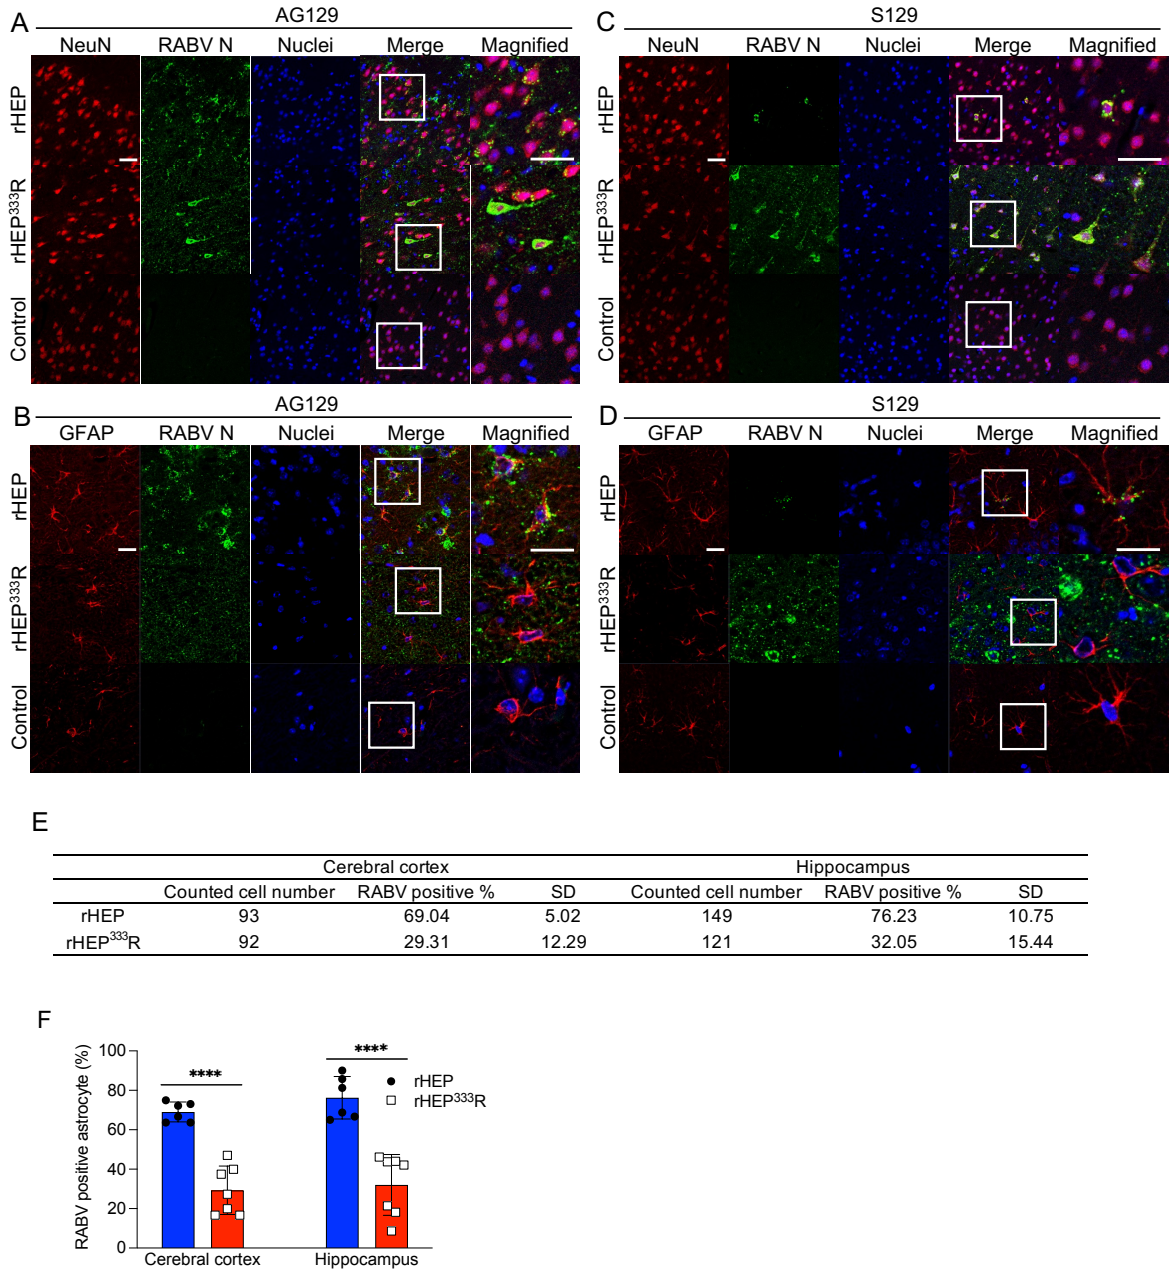 A
AG129
NeuN RABV N Nuclei Merge Magnified
rHEP
rHEP³³³R
Control
B
AG129
GFAP RABV N Nuclei Merge Magnified
rHEP
rHEP³³³R
Control
C
S129
NeuN RABV N Nuclei Merge Magnified
rHEP
rHEP³³³R
Control
D
S129
GFAP RABV N Nuclei Merge Magnified
rHEP
rHEP³³³R
Control
E
Cerebral cortex Hippocampus
Counted cell number RABV positive % SD Counted cell number RABV positive % SD
rHEP 93 69.04 5.02 149 76.23 10.75
rHEP³³³R 92 29.31 12.29 121 32.05 15.44
F
RABV positive astrocyte (%)
100
80
60
40
20
0
**** ****
rHEP
rHEP³³³R
Cerebral cortex Hippocampus